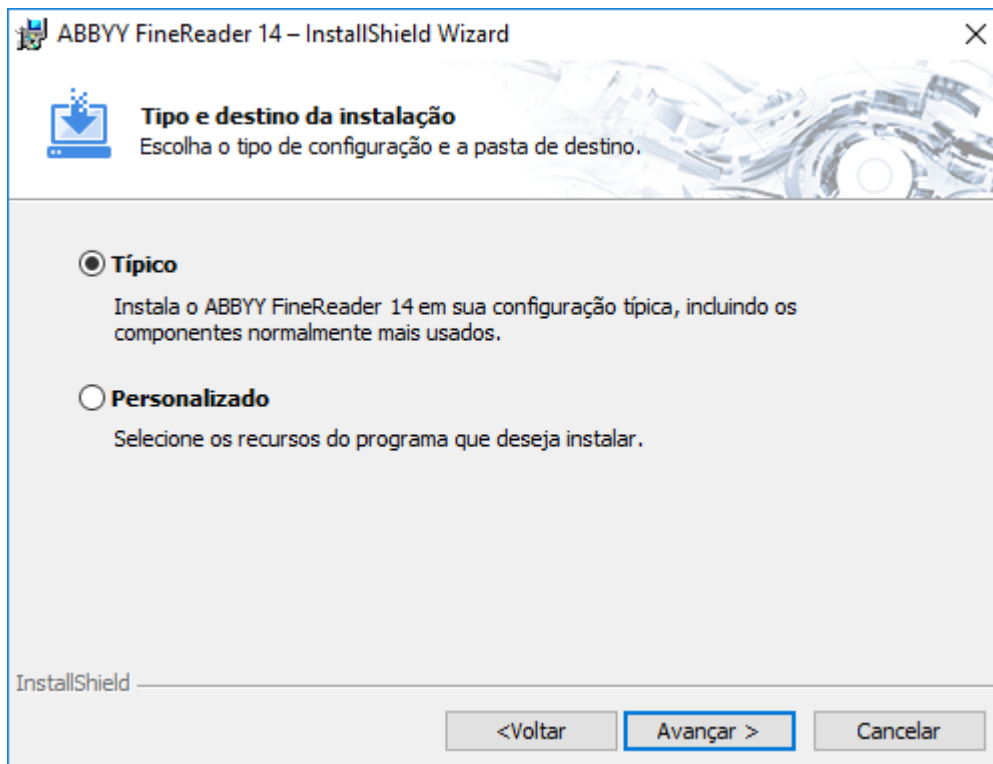 ABBYY FineReader 14 – InstallShield Wizard
Tipo e destino da instalação
Escolha o tipo de configuração e a pasta de destino.
Típico
Instala o ABBYY FineReader 14 em sua configuração típica, incluindo os
componentes normalmente mais usados.
Personalizado
Selecione os recursos do programa que deseja instalar.
InstallShield
<Voltar
Avançar >
Cancelar